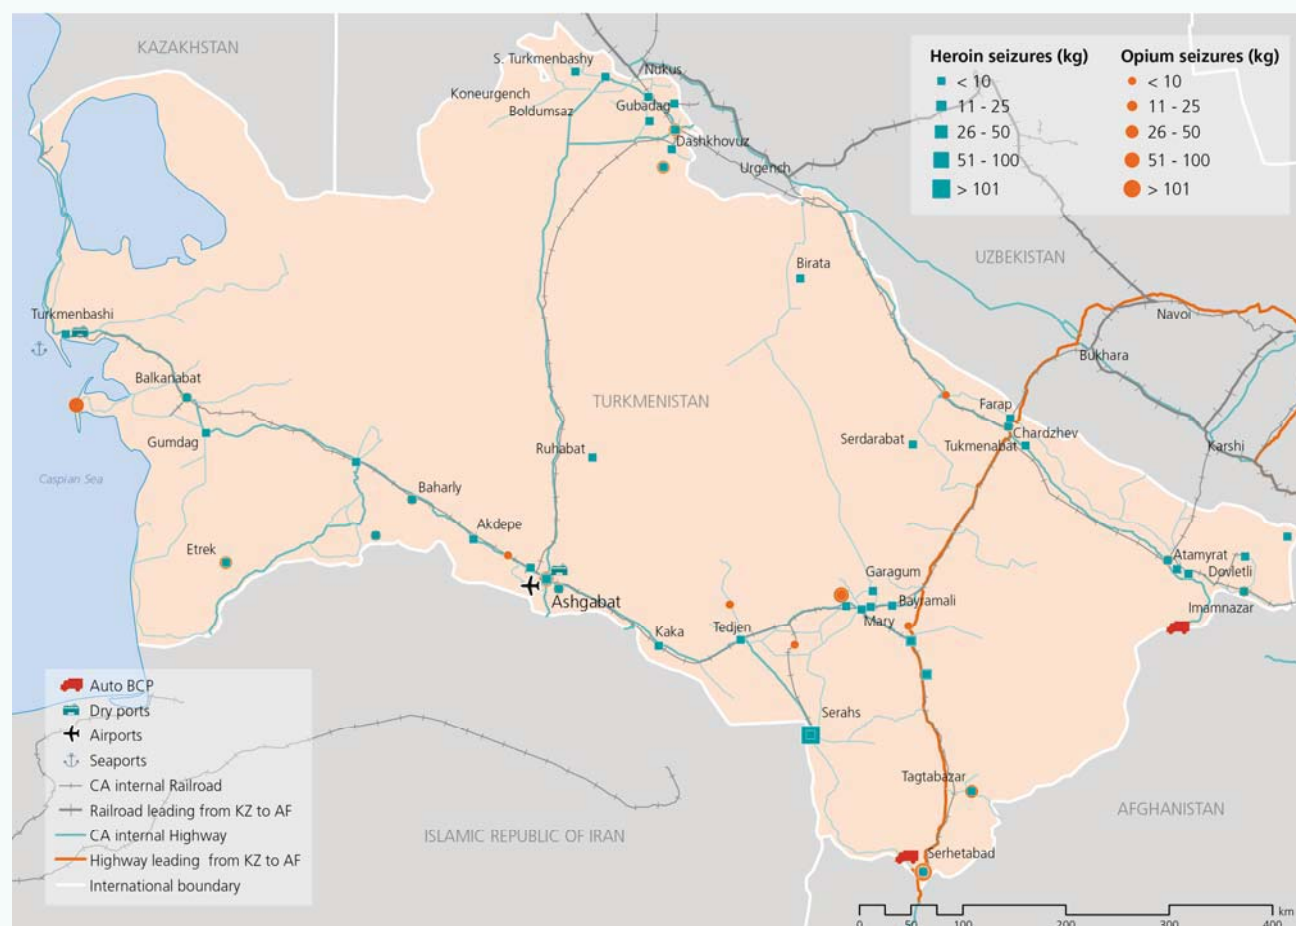 KAZAKHSTAN
Heroin seizures (kg)
< 10
11 - 25
26 - 50
51 - 100
> 101
Opium seizures (kg)
< 10
11 - 25
26 - 50
51 - 100
> 101
S. Turkmenbashy
Nukus
Koneurgench
Gubadag
Boldumsaz
Dashkhovuz
Urgench
UZBEKISTAN
Birata
Turkmenbashi
Navoi
Bukhara
Balkanabat
TURKMENISTAN
Farap
Chardzhev
Gumdag
Ruhabat
Serdarabat
Tukmenabat
Karshi
Caspian Sea
Baharly
Akdepe
Etrek
Atamyrat
Dovletli
Garagum
Ashgabat
Bayramali
Imamnazar
Mary
Kaka
Tedjen
Serahs
Tagtabazar
AFGHANISTAN
ISLAMIC REPUBLIC OF IRAN
Serhetabad
Auto BCP
Dry ports
Airports
Seaports
CA internal Railroad
Railroad leading from KZ to AF
CA internal Highway
Highway leading from KZ to AF
International boundary
km
0 50 100 200 300 400